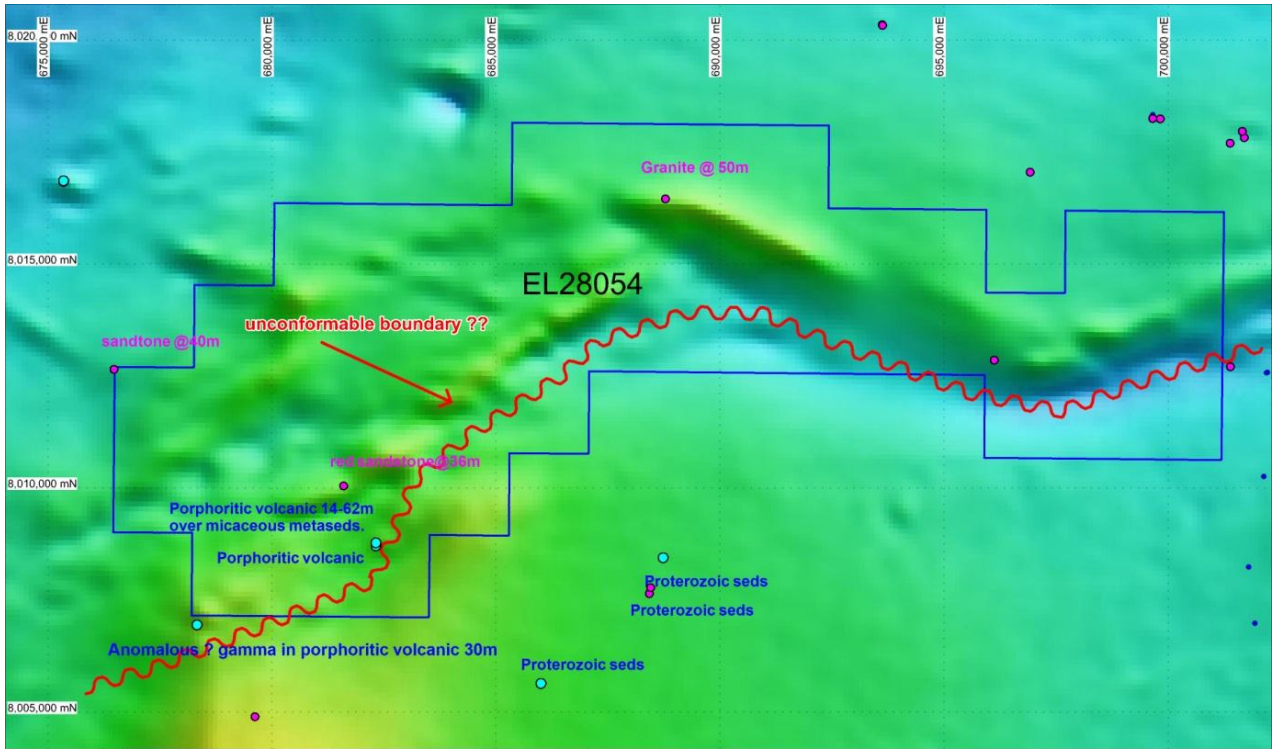 675,000 mE
680,000 mE
685,000 mE
690,000 mE
695,000 mE
700,000 mE
8,020, 0 mN
Granite @ 50m
8,015,000 mN
EL28054
unconformable boundary ??
sandtone @40m
red sandstone@36m
8,010,000 mN
Porphoritic volcanic 14-62m
over micaceous metaseds.
Porphoritic volcanic
Proterozoic seds
Proterozoic seds
Anomalous ? gamma in porphoritic volcanic 30m
Proterozoic seds
8,005,000 mN